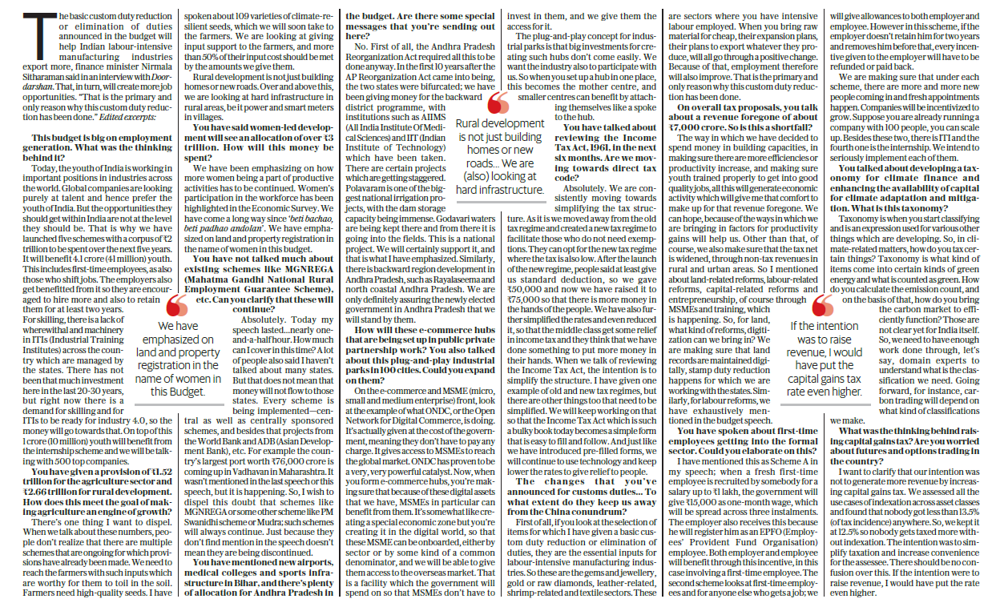 The basic custom duty reduction
or elimination of duties
announced in the budget will
help Indian labour-intensive
manufacturing industries
export more, finance minister Nirmala
Sitharaman said in an interview with Door-
darshan. That, in turn, will create more job
opportunities. "That is the primary and
only reason why this custom duty reduc-
tion has been done." Edited excerpts:
This budget is big on employment
generation. What was the thinking
behind it?
Today, the youth of India is working in
important positions in industries across
the world. Global companies are looking
purely at talent and hence prefer the
youth of India. But the opportunities they
should get within India are not at the level
they should be. That is why we have
launched five schemes with a corpus of ₹2
trillion to be spent over the next five years.
It will benefit 4.1 crore (41 million) youth.
This includes first-time employees, as also
those who shift jobs. The employers also
get benefitted from it so they are encour-
aged to hire more and also to retain
them for at least two years.
For skilling, there is a lack of
wherewithal and machinery
in ITIs (Industrial Training
Institutes) across the coun-
try which are managed by
the states. There has not
been that much investment
here in the last 20-30 years,
but right now there is a
demand for skilling and for
ITIs to be ready for industry 4.0, so the
money will go towards that. On top of this
1 crore (10 million) youth will benefit from
the internship scheme and we will be talk-
ing with 500 top companies.
You have given a provision of ₹1.52
trillion for the agriculture sector and
₹2.66 trillion for rural development.
How does this meet the goal of mak-
ing agriculture an engine of growth?
There's one thing I want to dispel.
When we talk about these numbers, peo-
ple don't realize that there are multiple
schemes that are ongoing for which provi-
sions have already been made. We need to
reach the farmers with such inputs which
are worthy for them to toil in the soil.
Farmers need high-quality seeds. I have
spoken about 109 varieties of climate-re-
silient seeds, which we will soon take to
the farmers. We are looking at giving
input support to the farmers, and more
than 50% of their input cost should be met
by the amounts we give them.
Rural development is not just building
homes or new roads. Over and above this,
we are looking at hard infrastructure in
rural areas, be it power and smart meters
in villages.
You have said women-led develop-
ment will see an allocation of over ₹3
trillion. How will this money be
spent?
We have been emphasizing on how
more women being a part of productive
activities has to be continued. Women's
participation in the workforce has been
highlighted in the Economic Survey. We
have come a long way since 'beti bachao,
beti padhao andolan'. We have empha-
sized on land and property registration in
the name of women in this budget.
You have not talked much about
existing schemes like MGNREGA
(Mahatma Gandhi National Rural
Employment Guarantee Scheme),
etc. Can you clarify that these will
continue?
Absolutely. Today my
speech lasted...nearly one-
and-a-half hour. How much
can I cover in this time? A lot
of people also said I haven't
talked about many states.
But that does not mean that
money will not flow to those
states. Every scheme is
being implemented—cen-
tral as well as centrally sponsored
schemes, and besides that projects from
the World Bank and ADB (Asian Develop-
ment Bank), etc. For example the coun-
try's largest port worth ₹76,000 crore is
coming up in Vadhavan in Maharashtra. It
wasn't mentioned in the last speech or this
speech, but it is happening. So, I wish to
dispel this doubt that schemes like
MGNREGA or some other scheme like PM
Swanidhi scheme or Mudra; such schemes
will always continue. Just because they
don't find mention in the speech doesn't
mean they are being discontinued.
You have mentioned new airports,
medical colleges and sports infra-
structure in Bihar, and there's plenty
of allocation for Andhra Pradesh in
We have
emphasized on
land and property
registration in the
name of women in
this Budget.
the budget. Are there some special
messages that you're sending out
here?
No. First of all, the Andhra Pradesh
Reorganization Act required all this to be
done anyway. In the first 10 years after the
AP Reorganization Act came into being,
the two states were bifurcated; we have
been giving money for the backward
district programme, with
institutions such as AIIMS
(All India Institute Of Medi-
cal Sciences) and IIT (Indian
Institute of Technology)
which have been taken.
There are certain projects
which are getting staggered.
Polavaram is one of the big-
gest national irrigation pro-
jects, with the dam storage
capacity being immense. Godavari waters
are being kept there and from there it is
going into the fields. This is a national
project. We will certainly support it, and
that is what I have emphasized. Similarly,
there is backward region development in
Andhra Pradesh, such as Rayalaseema and
north coastal Andhra Pradesh. We are
only definitely assuring the newly elected
government in Andhra Pradesh that we
will stand by them.
How will these e-commerce hubs
that are being set up in public private
partnership work? You also talked
about this plug-and-play industrial
parks in 100 cities. Could you expand
on them?
On the e-commerce and MSME (micro,
small and medium enterprise) front, look
at the example of what ONDC, or the Open
Network for Digital Commerce, is doing.
It's actually given at the cost of the govern-
ment, meaning they don't have to pay any
charge. It gives access to MSMEs to reach
the global market. ONDC has proven to be
a very, very powerful catalyst. Now, when
you form e-commerce hubs, you're mak-
ing sure that because of these digital assets
that we have, MSMEs in particular can
benefit from them. It's somewhat like cre-
ating a special economic zone but you're
creating it in the digital world, so that
these MSME can be onboarded, either by
sector or by some kind of a common
denominator, and we will be able to give
them access to the overseas market. That
is a facility which the government will
spend on so that MSMEs don't have to
Rural development
is not just building
homes or new
roads... We are
(also) looking at
hard infrastructure.
invest in them, and we give them the
access for it.
The plug-and-play concept for indus-
trial parks is that big investments for cre-
ating such hubs don't come easily. We
want the industry also to participate with
us. So when you set up a hub in one place,
this becomes the mother centre, and
smaller centres can benefit by attach-
ing themselves like a spoke
to the hub.
You have talked about
reviewing the Income
Tax Act, 1961, in the next
six months. Are we mov-
ing towards direct tax
code?
Absolutely. We are con-
sistently moving towards
simplifying the tax struc-
ture. As it is we moved away from the old
tax regime and created a new tax regime to
facilitate those who do not need exemp-
tions. They can opt for the new tax regime
where the tax is also low. After the launch
of the new regime, people said at least give
us standard deduction, so we gave
₹50,000 and now we have raised it to
₹75,000 so that there is more money in
the hands of the people. We have also fur-
ther simplified the rates and even reduced
it, so that the middle class get some relief
in income tax and they think that we have
done something to put more money in
their hands. When we talk of reviewing
the Income Tax Act, the intention is to
simplify the structure. I have given one
example of old and new tax regimes, but
there are other things too that need to be
simplified. We will keep working on that
so that the Income Tax Act which is such
a bulky book today becomes a simple form
that is easy to fill and follow. And just like
we have introduced pre-filled forms, we
will continue to use technology and keep
lower the rates to give relief to people.
The changes that you've
announced for customs duties... To
what extent do they keep us away
from the China conundrum?
First of all, if you look at the selection of
items for which I have given a basic cus-
tom duty reduction or elimination of
duties, they are the essential inputs for
labour-intensive manufacturing indus-
tries. So these are the gems and jewellery,
gold or raw diamonds, leather-related,
shrimp-related and textile sectors. These
are sectors where you have intensive
labour employed. When you bring raw
material for cheap, their expansion plans,
their plans to export whatever they pro-
duce, will all go through a positive change.
Because of that, employment therefore
will also improve. That is the primary and
only reason why this custom duty reduc-
tion has been done.
On overall tax proposals, you talk
about a revenue foregone of about
₹7,000 crore. So is this a shortfall?
The way in which we have decided to
spend money in building capacities, in
making sure there are more efficiencies or
productivity increase, and making sure
youth trained properly to get into good
quality jobs, all this will generate economic
activity which will give me that comfort to
make up for that revenue foregone. We
can hope, because of the ways in which we
are bringing in factors for productivity
gains will help us. Other than that, of
course, we also make sure that the tax net
is widened, through non-tax revenues in
rural and urban areas. So I mentioned
about land-related reforms, labour-related
reforms, capital-related reforms and
entrepreneurship, of course through
MSMEs and training, which
is happening. So, for land,
what kind of reforms, digiti-
zation can we bring in? We
are making sure that land
records are maintained digi-
tally, stamp duty reduction
happens for which we are
working with the states. Sim-
ilarly, for labour reforms, we
have exhaustively men-
tioned in the budget speech.
You have spoken about first-time
employees getting into the formal
sector. Could you elaborate on this?
I have mentioned this as Scheme A in
my speech; when a fresh first-time
employee is recruited by somebody for a
salary up to ₹1 lakh, the government will
give ₹15,000 as one-month wage, which
will be spread across three instalments.
The employer also receives this because
he will register him as an EPFO (Employ-
ees' Provident Fund Organisation)
employee. Both employer and employee
will benefit through this incentive, in this
case involving a first-time employee. The
second scheme looks at first-time employ-
ees and for anyone else who gets a job; we
If the intention
was to raise
revenue, I would
have put the
capital gains tax
rate even higher.
will give allowances to both employer and
employee. However in this scheme, if the
employer doesn't retain him for two years
and removes him before that, every incen-
tive given to the employer will have to be
refunded or paid back.
We are making sure that under each
scheme, there are more and more new
people coming in and fresh appointments
happen. Companies will be incentivized to
grow. Suppose you are already running a
company with 100 people, you can scale
up. Besides these two, there is ITI and the
fourth one is the internship. We intend to
seriously implement each of them.
You talked about developing a tax-
onomy for climate finance and
enhancing the availability of capital
for climate adaptation and mitiga-
tion. What is this taxonomy?
Taxonomy is when you start classifying
and is an expression used for various other
things which are developing. So, in cli-
mate-related matters, how do you tax cer-
tain things? Taxonomy is what kind of
items come into certain kinds of green
energy and what is counted as green. How
do you calculate the emission count, and
on the basis of that, how do you bring
the carbon market to effi-
ciently function? Those are
not clear yet for India itself.
So, we need to have enough
work done through, let's
say, domain experts to
understand what is the clas-
sification we need. Going
forward, for instance, car-
bon trading will depend on
what kind of classifications
we make.
What was the thinking behind rais-
ing capital gains tax? Are you worried
about futures and options trading in
the country?
I want to clarify that our intention was
not to generate more revenue by increas-
ing capital gains tax. We assessed all the
use cases of indexation across asset classes
and found that nobody got less than 13.5%
(of tax incidence) anywhere. So, we kept it
at 12.5% so nobody gets taxed more with-
out indexation. The intention was to sim-
plify taxation and increase convenience
for the assessee. There should be no con-
fusion over this. If the intention were to
raise revenue, I would have put the rate
even higher.